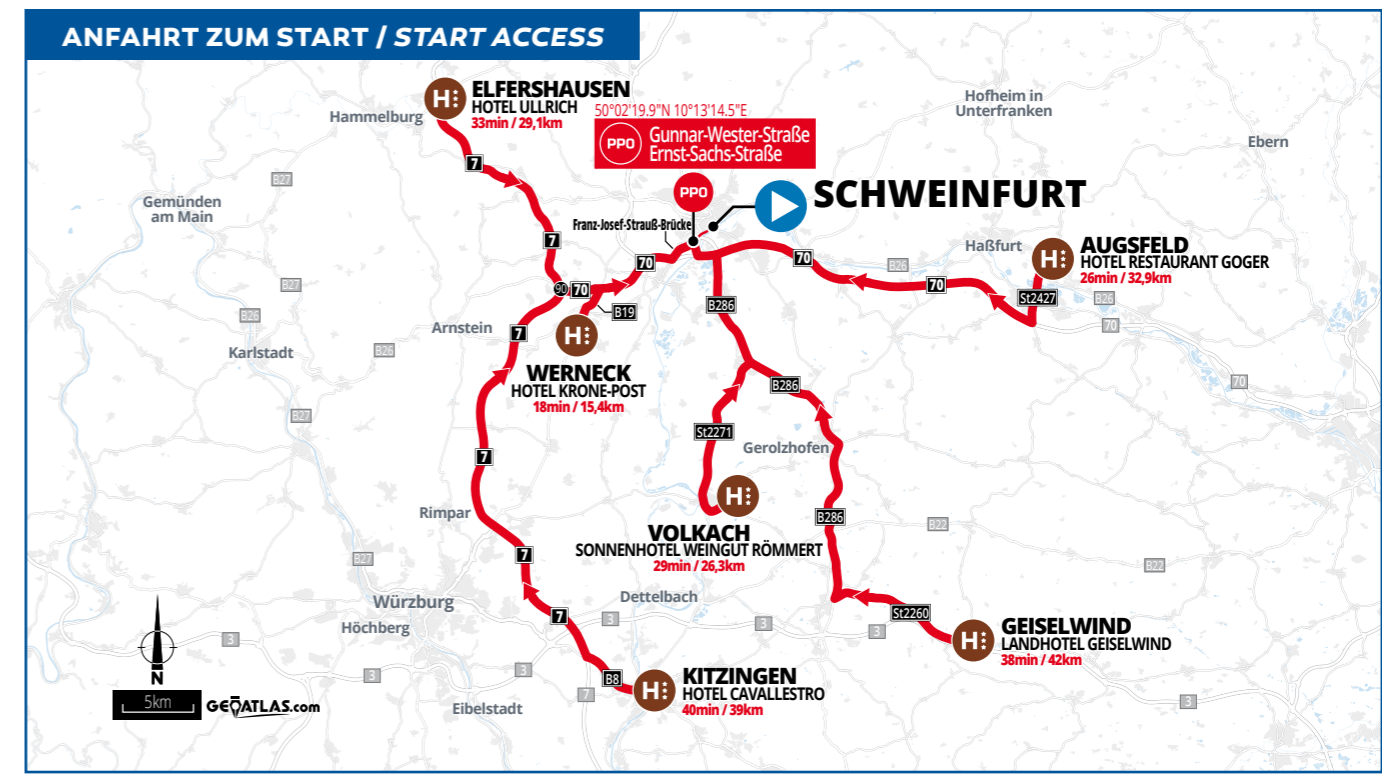 ANFAHRT ZUM START / START ACCESS
ELFERSHAUSEN
HOTEL ULLRICH
33min / 29,1km
Hammelburg
50°02'19.9"N 10°13'14.5"E
PPO
Gunnar-Wester-Straße
Ernst-Sachs-Straße
Hofheim in
Unterfranken
Ebern
H
7
B27
PPO
SCHWEINFURT
Gemünden
am Main
Franz-Josef-Strauß-Brücke
7
70
70
Haßfurt
H
AUGSFELD
HOTEL RESTAURANT GOGER
26min / 32,9km
B26
B27
90
70
70
St2427
B26
B26
B286
B19
70
Arnstein
7
H
Karlstadt
B26
WERNECK
HOTEL KRONE-POST
18min / 15,4km
B286
70
B27
St2271
Gerolzhofen
7
H
Rimpar
B286
B22
VOLKACH
SONNENHOTEL WEINGUT RÖMMERT
29min / 26,3km
7
B27
B22
Dettelbach
Würzburg
Höchberg
7
3
3
3
St2260
H
GEISELWIND
LANDHOTEL GEISELWIND
38min / 42km
3
N
3
3
B8
H
KITZINGEN
HOTEL CAVALLESTRO
40min / 39km
7
3
5km
GEOATLAS.com
Eibelstadt